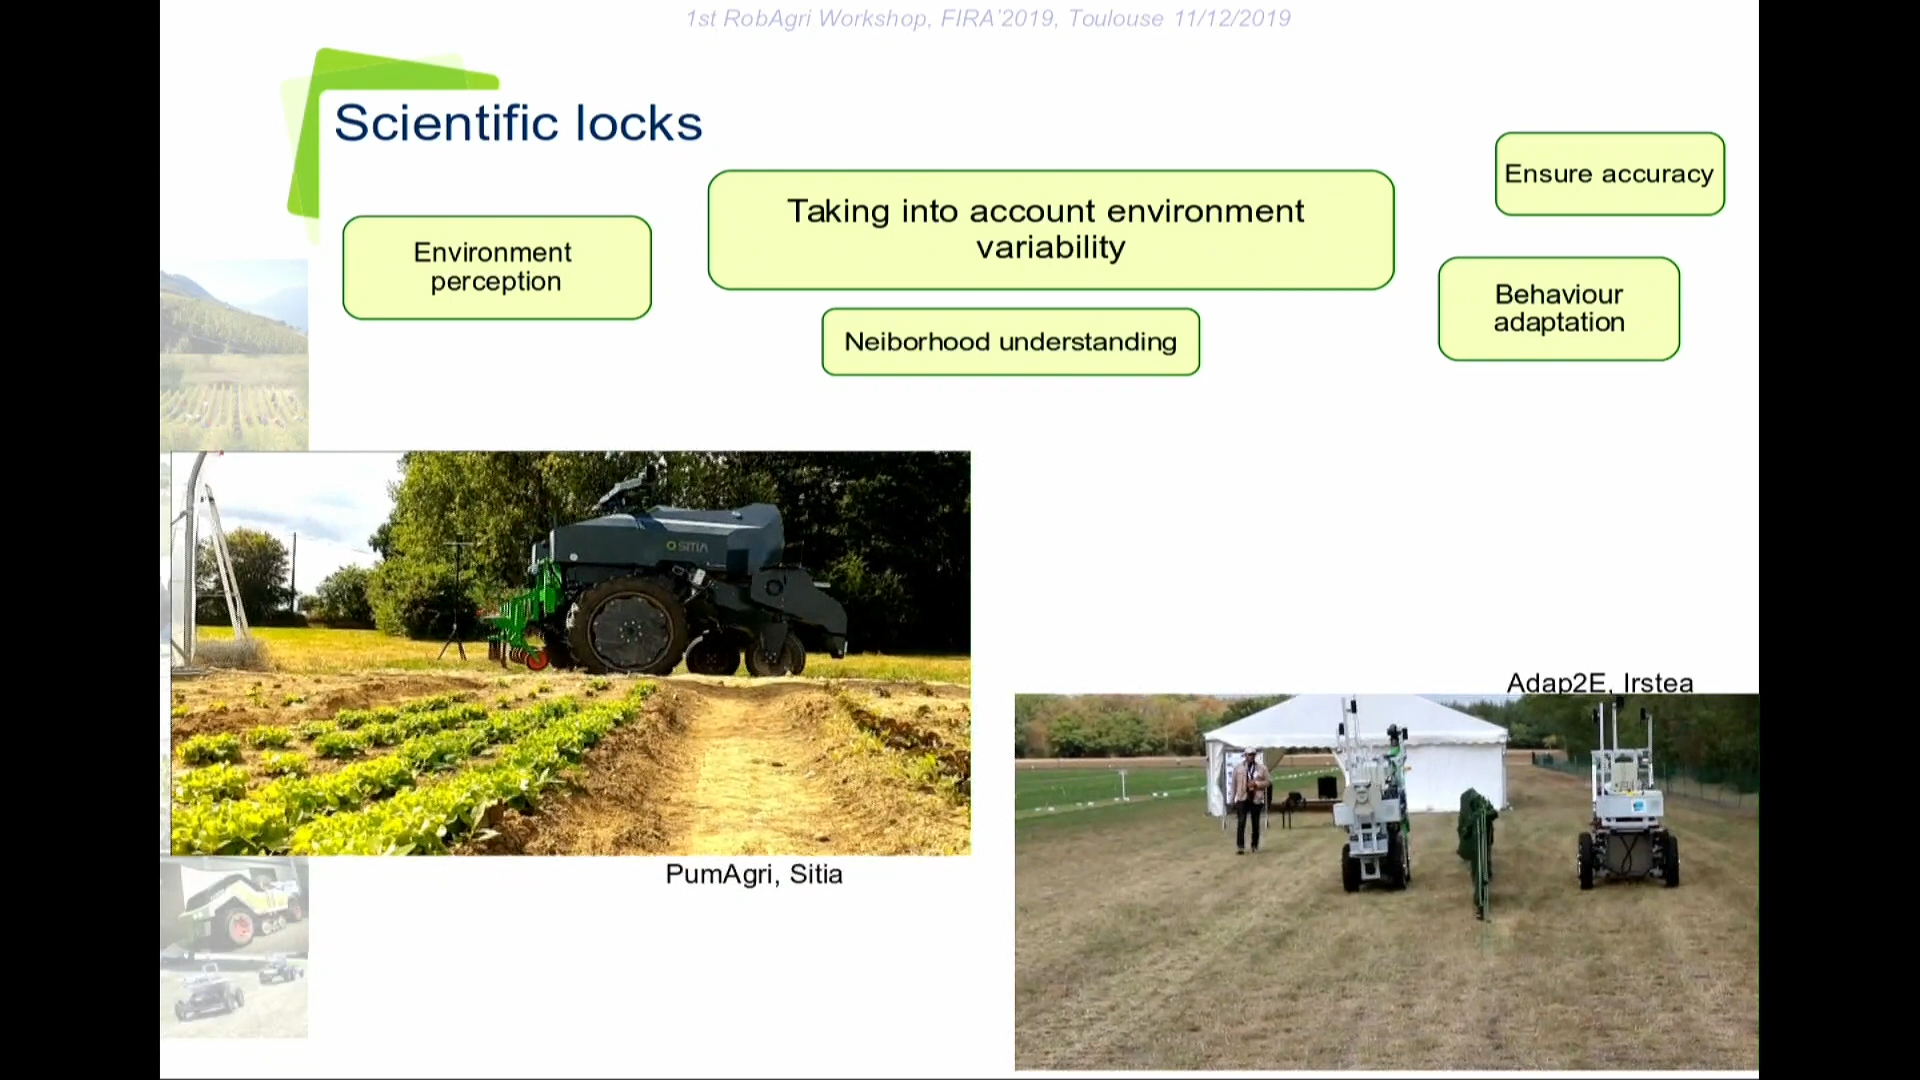 1st RobAgri Workshop, FIRA'2019, Toulouse 11/12/2019
Scientific locks
Ensure accuracy
Taking into account environment
variability
Environment
perception
Behaviour
adaptation
Neiborhood understanding
SITIA
Adap2E, Irstea
PumAgri, Sitia